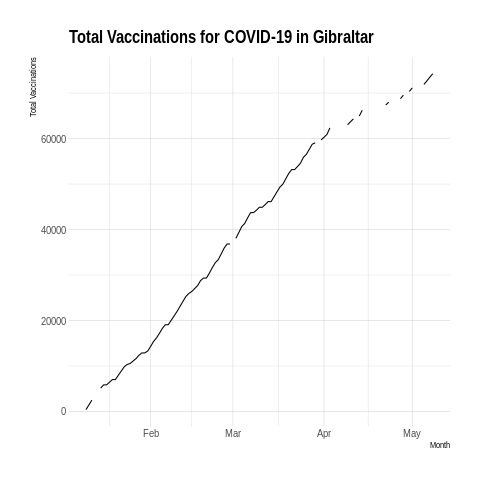 Total Vaccinations for COVID-19 in Gibraltar
Total Vaccinations
60000
40000
20000
0
Feb Mar Apr May
Month